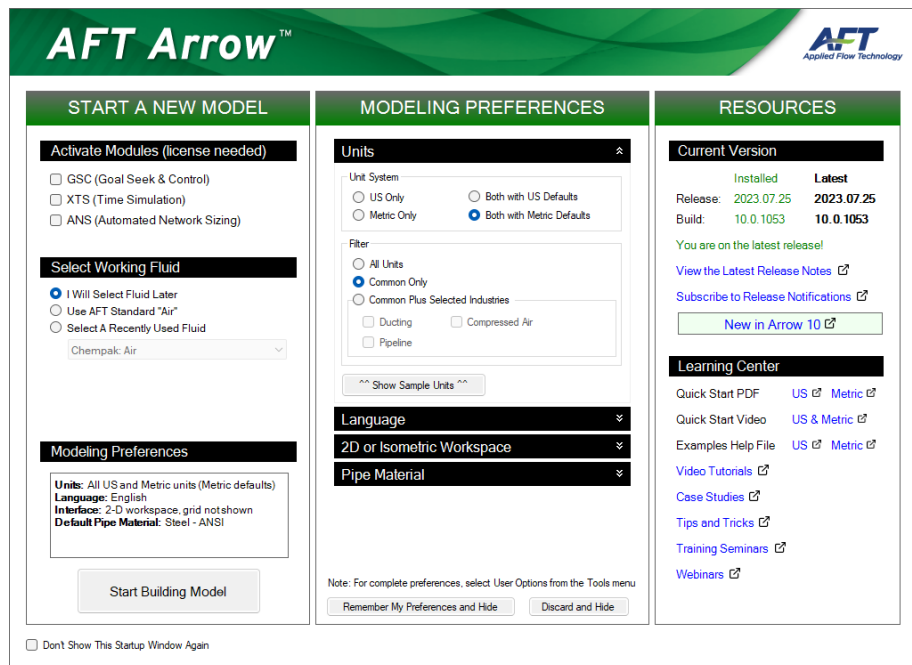 AFT Arrow™
AFT
Applied Flow Technology
START A NEW MODEL
Activate Modules (license needed)
GSC (Goal Seek & Control)
XTS (Time Simulation)
ANS (Automated Network Sizing)
Select Working Fluid
I Will Select Fluid Later
Use AFT Standard "Air"
Select A Recently Used Fluid
Chempak: Air
Modeling Preferences
Units: All US and Metric units (Metric defaults)
Language: English
Interface: 2-D workspace, grid not shown
Default Pipe Material: Steel - ANSI
Start Building Model
Don't Show This Startup Window Again
MODELING PREFERENCES
Units
Unit System
US Only
Both with US Defaults
Metric Only
Both with Metric Defaults
Filter
All Units
Common Only
Common Plus Selected Industries
Ducting
Compressed Air
Pipeline
^^ Show Sample Units ^^
Language
2D or Isometric Workspace
Pipe Material
Note: For complete preferences, select User Options from the Tools menu
Remember My Preferences and Hide
Discard and Hide
RESOURCES
Current Version
Installed Latest
Release: 2023.07.25 2023.07.25
Build: 10.0.1053 10.0.1053
You are on the latest release!
View the Latest Release Notes
Subscribe to Release Notifications
New in Arrow 10
Learning Center
Quick Start PDF US Metric
Quick Start Video US & Metric
Examples Help File US Metric
Video Tutorials
Case Studies
Tips and Tricks
Training Seminars
Webinars